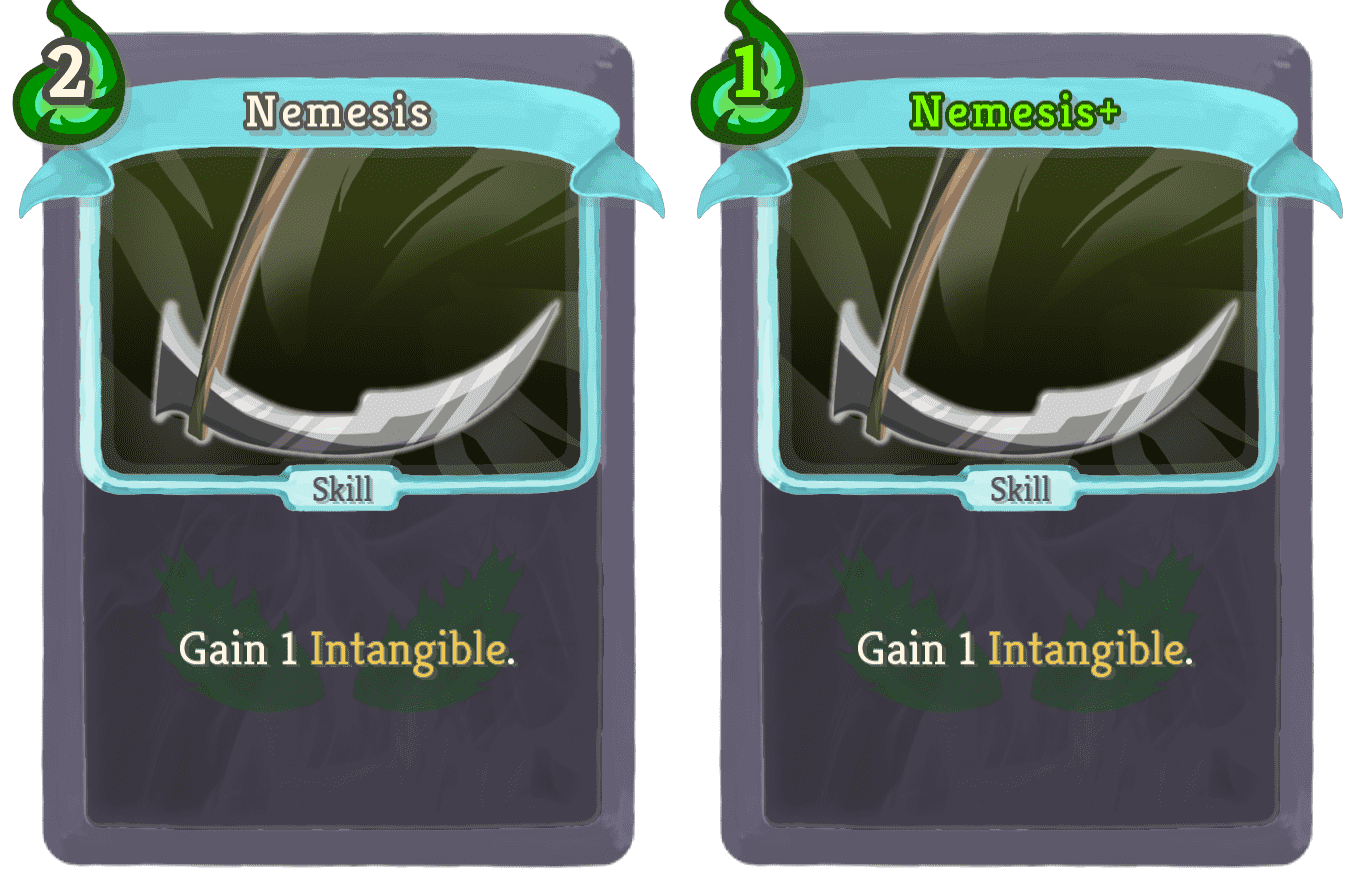 2
Nemesis
Skill
Gain 1 Intangible.
1
Nemesis+
Skill
Gain 1 Intangible.